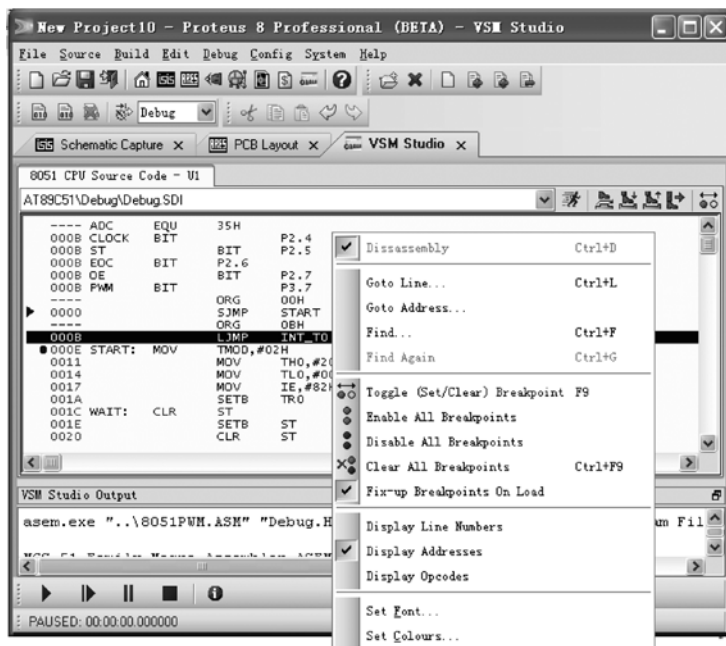 New Project10 - Proteus 8 Professional (BETA) - VSM Studio
File Source Build Edit Debug Config System Help
Debug
Schematic Capture x PCB Layout x VSM Studio x
8051 CPU Source Code - U1
AT89C51\Debug\Debug.SDI
---- ADC EQU 35H
000B CLOCK BIT P2.4
000B ST BIT P2.5
000B EOC BIT P2.6
000B OE BIT P2.7
000B PWM BIT P3.7
---- ORG 00H
0000 SJMP START
---- ORG 0BH
000B LJMP INT_T0
000E START: MOV TMOD,#02H
0011 MOV TH0,#20
0014 MOV TL0,#00
0017 MOV IE,#82H
001A SETB TR0
001C WAIT: CLR ST
001E SETB ST
0020 CLR ST
Dissassembly Ctrl+D
Goto Line... Ctrl+L
Goto Address...
Find... Ctrl+F
Find Again Ctrl+G
Toggle (Set/Clear) Breakpoint F9
Enable All Breakpoints
Disable All Breakpoints
Clear All Breakpoints Ctrl+F9
Fix-up Breakpoints On Load
Display Line Numbers
Display Addresses
Display Opcodes
Set Font...
Set Colours...
VSM Studio Output
asem.exe "..\8051PWM.ASM" "Debug.H
am Fil
PAUSED: 00:00:00.000000